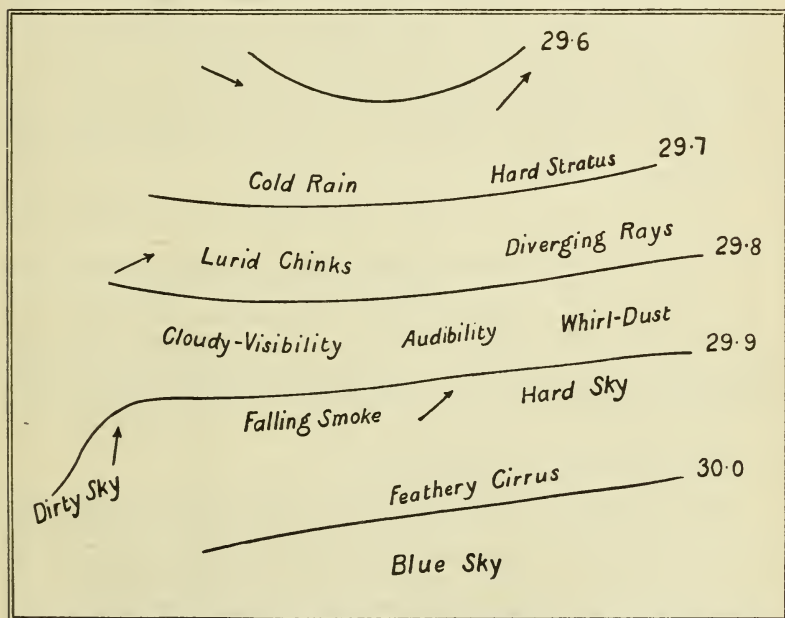 29·6
29·7
Cold Rain
Hard Stratus
Lurid Chinks
Diverging Rays
29·8
Cloudy-Visibility
Audibility
Whirl-Dust
29·9
Falling Smoke
Hard Sky
Dirty Sky
Feathery Cirrus
30·0
Blue Sky